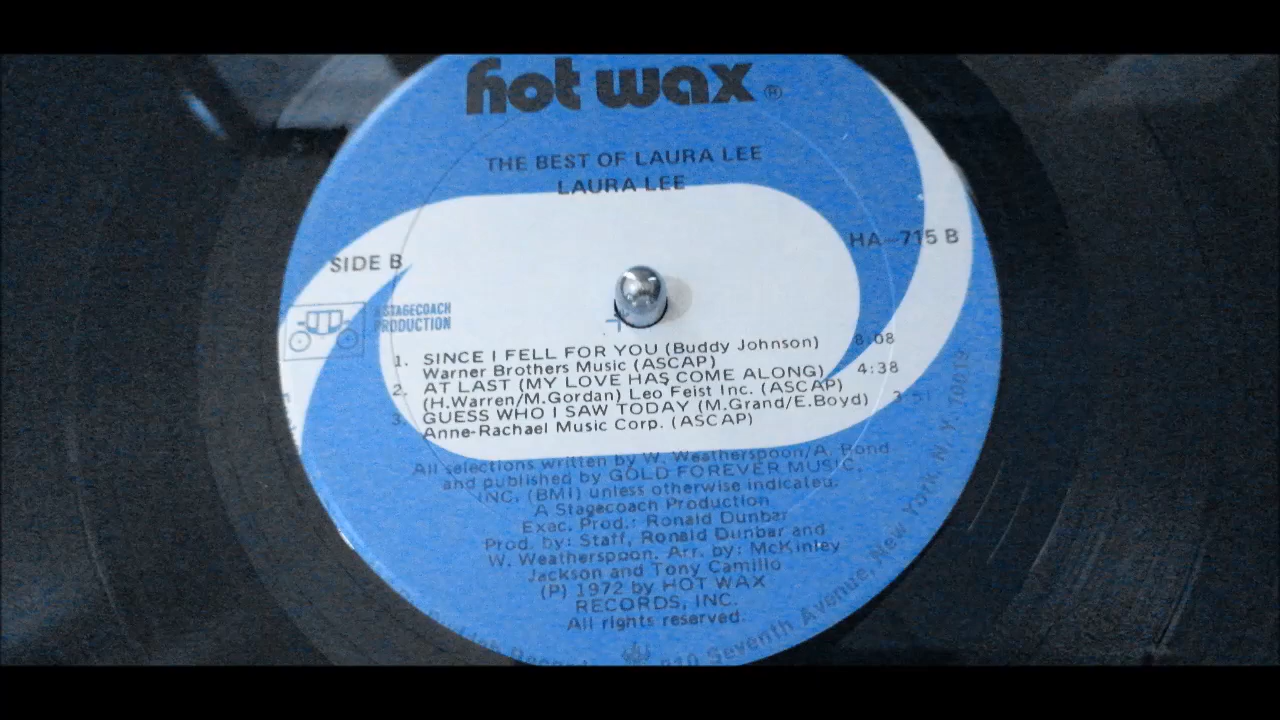 hot wax ®
THE BEST OF LAURA LEE
LAURA LEE
HA-715 B
SIDE B
A STAGECOACH
PRODUCTION
1. SINCE I FELL FOR YOU (Buddy Johnson) 8:08
Warner Brothers Music (ASCAP)
2. AT LAST (MY LOVE HAS COME ALONG) 4:38
(H.Warren/M.Gordan) Leo Feist Inc. (ASCAP)
3. GUESS WHO I SAW TODAY (M.Grand/E.Boyd)
Anne-Rachael Music Corp. (ASCAP)
All selections written by W. Weatherspoon/A. Bond
and published by GOLD FOREVER MUSIC,
INC. (BMI) unless otherwise indicated.
A Stagecoach Production
Exec. Prod.: Ronald Dunbar
Prod. by: Staff, Ronald Dunbar and
W. Weatherspoon. Arr. by: McKinley
Jackson and Tony Camillo
(P) 1972 by HOT WAX
RECORDS, INC.
All rights reserved.
810 Seventh Avenue, New York, N. Y. 10019